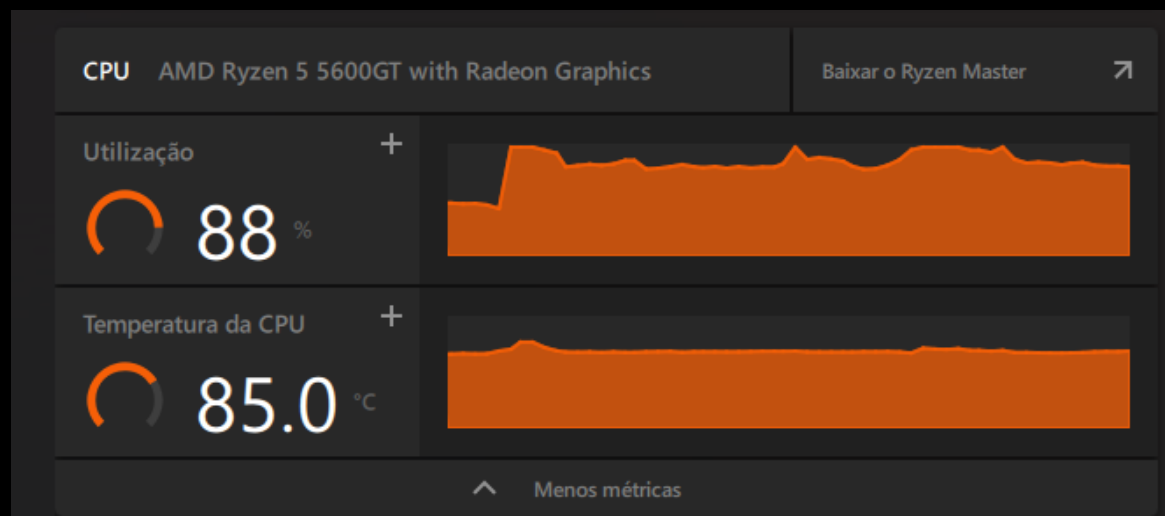 CPU AMD Ryzen 5 5600GT with Radeon Graphics Baixar o Ryzen Master
Utilização
88 %
Temperatura da CPU
85.0 °C
Menos métricas